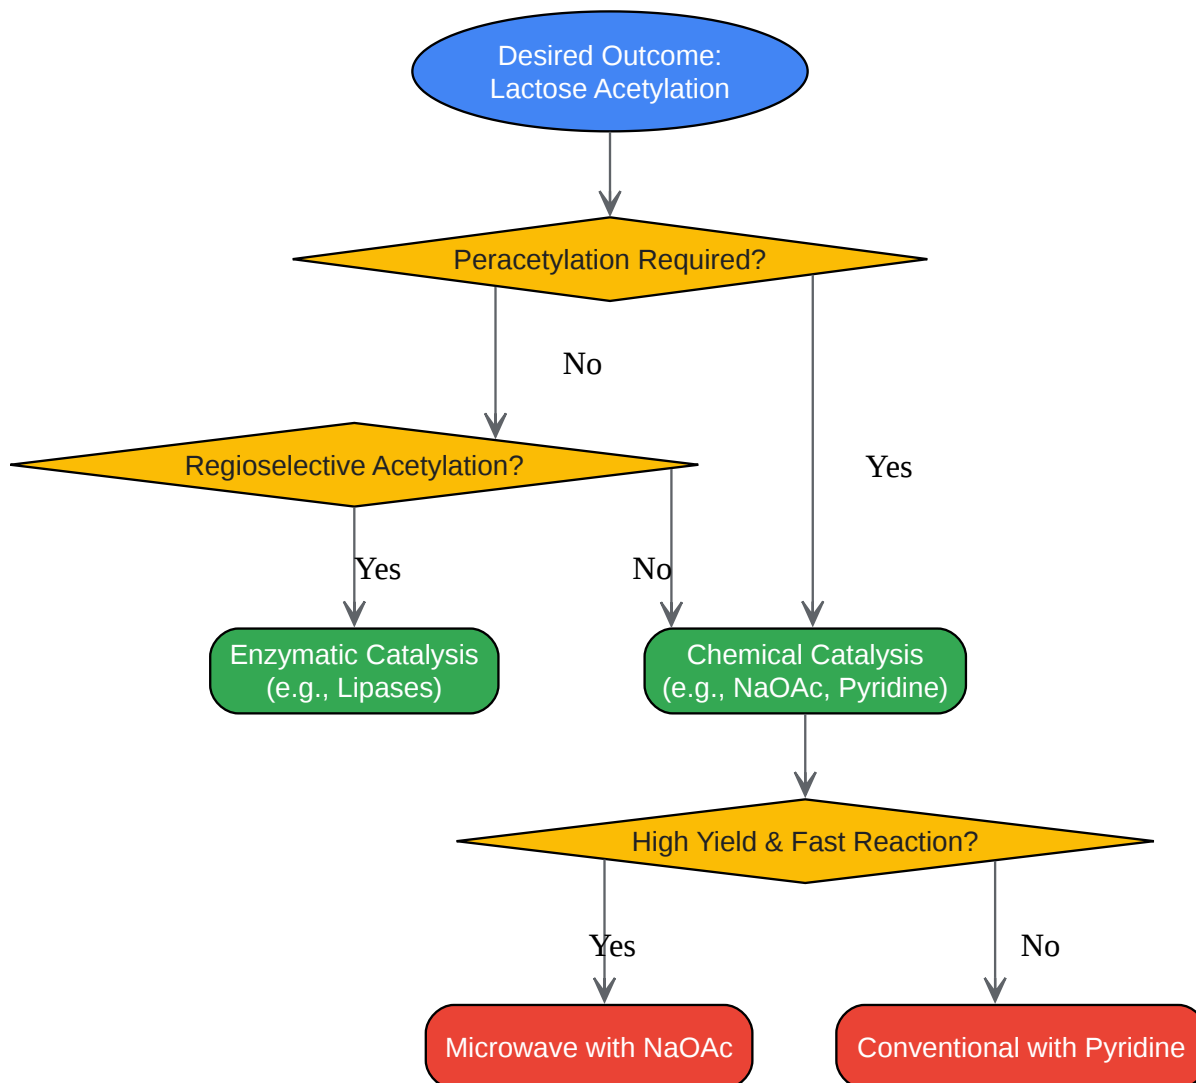 Desired Outcome:
Lactose Acetylation
Peracetylation Required?
No
Regioselective Acetylation?
Yes
Yes
No
Enzymatic Catalysis
(e.g., Lipases)
Chemical Catalysis
(e.g., NaOAc, Pyridine)
High Yield & Fast Reaction?
Yes
No
Microwave with NaOAc
Conventional with Pyridine